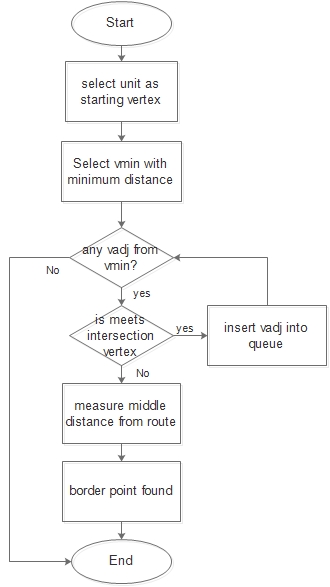 Start
select unit as
starting vertex
Select vmin with
minimum distance
any vadj from
vmin?
No
yes
is meets
intersection
vertex
yes
insert vadj into
queue
No
measure middle
distance from route
border point found
End